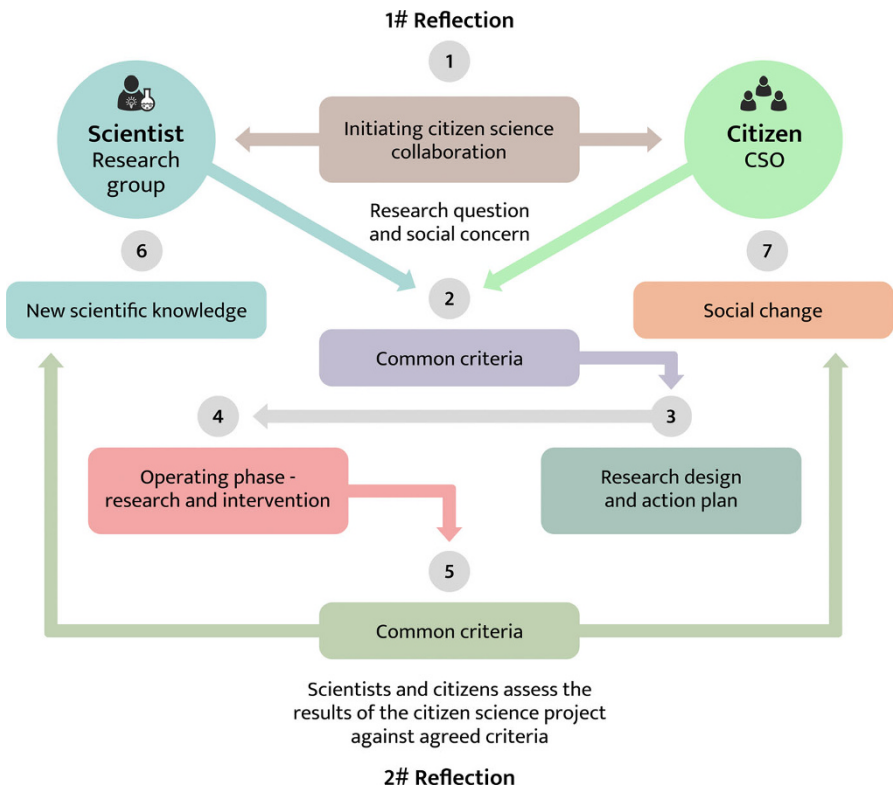 1# Reflection
1
Scientist
Research
group
Initiating citizen science
collaboration
Citizen
CSO
Research question
and social concern
6
7
New scientific knowledge
2
Social change
Common criteria
4
3
Operating phase -
research and intervention
Research design
and action plan
5
Common criteria
Scientists and citizens assess the
results of the citizen science project
against agreed criteria
2# Reflection